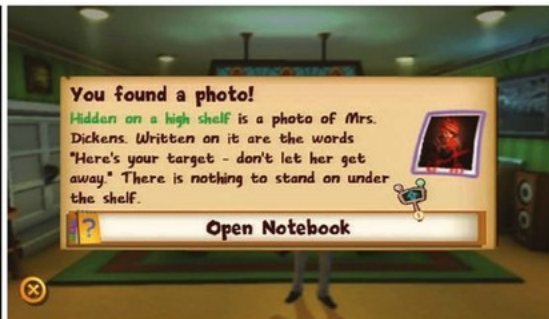 You found a photo!
Hidden on a high shelf is a photo of Mrs.
Dickens. Written on it are the words
"Here's your target - don't let her get
away." There is nothing to stand on under
the shelf.
Open Notebook